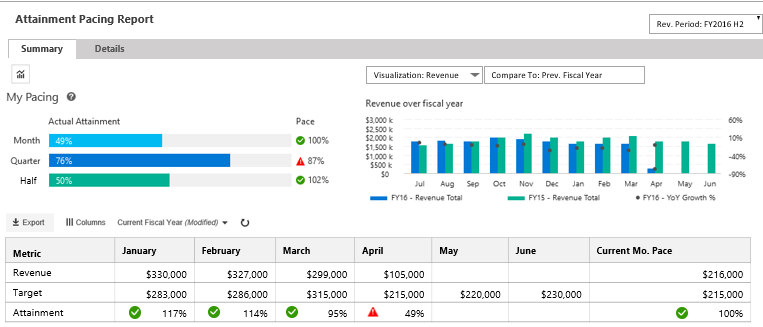 Attainment Pacing Report
Rev. Period: FY2016 H2
Summary Details
Visualization: Revenue Compare To: Prev. Fiscal Year
My Pacing ?
Revenue over fiscal year
Actual Attainment Pace
Month 49% 100%
Quarter 76% 87%
Half 50% 102%
$3,000 k 60%
$2,500 k
$2,000 k 10%
$1,500 k
$1,000 k -40%
$500 k
$0 -90%
Jul Aug Sep Oct Nov Dec Jan Feb Mar Apr May Jun
FY16 - Revenue Total FY15 - Revenue Total FY16 - YoY Growth %
Export Columns Current Fiscal Year (Modified)
Metric January February March April May June Current Mo. Pace
Revenue $330,000 $327,000 $299,000 $105,000 $216,000
Target $283,000 $286,000 $315,000 $215,000 $220,000 $230,000 $215,000
Attainment 117% 114% 95% 49% 100%